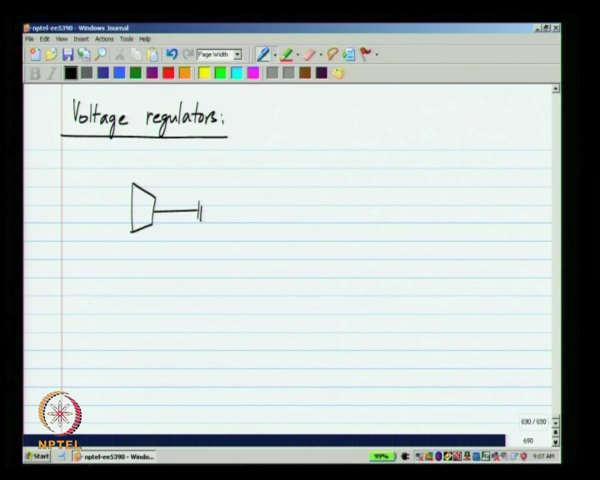 nptel-ee5390 - Windows Journal
File Edit View Insert Actions Tools Help
Page Width
B I
Voltage regulators:
690 / 690
690
NPTEL
Start nptel-ee5390 - Windo... 99% 9:07 AM